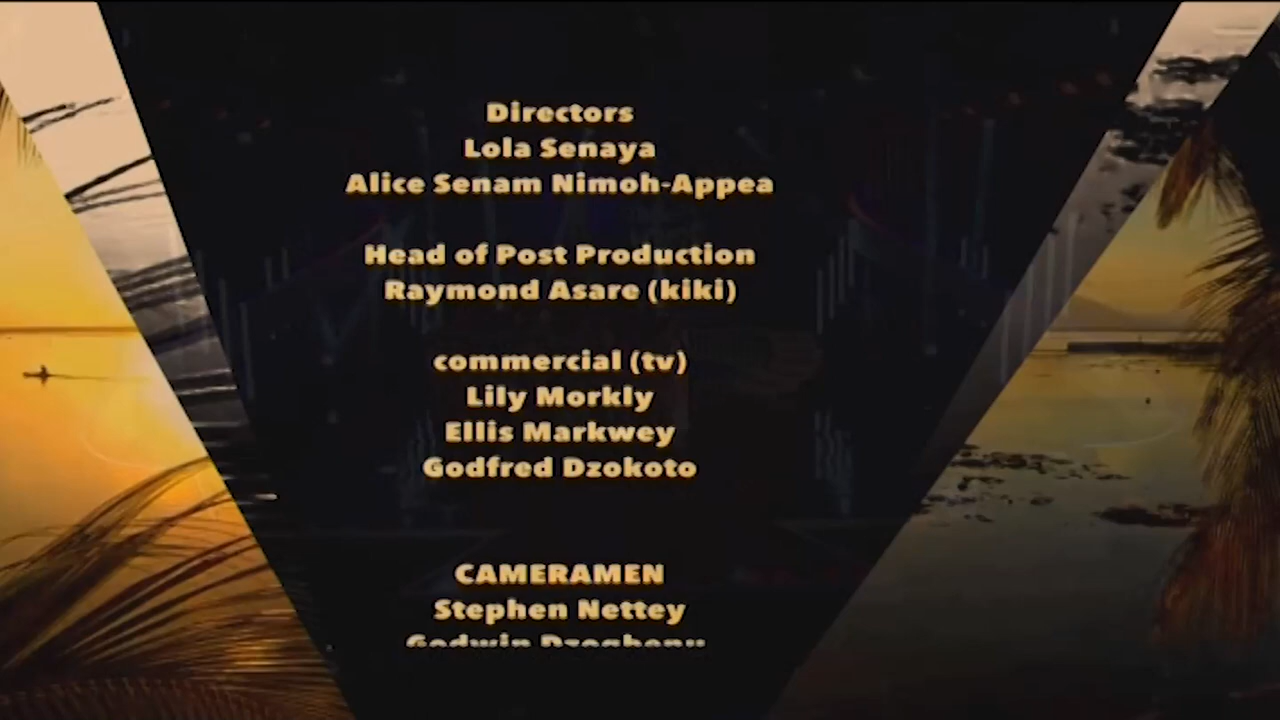 Directors
Lola Senaya
Alice Senam Nimoh-Appea
Head of Post Production
Raymond Asare (kiki)
commercial (tv)
Lily Morkly
Ellis Markwey
Godfred Dzokoto
CAMERAMEN
Stephen Nettey
Godwin